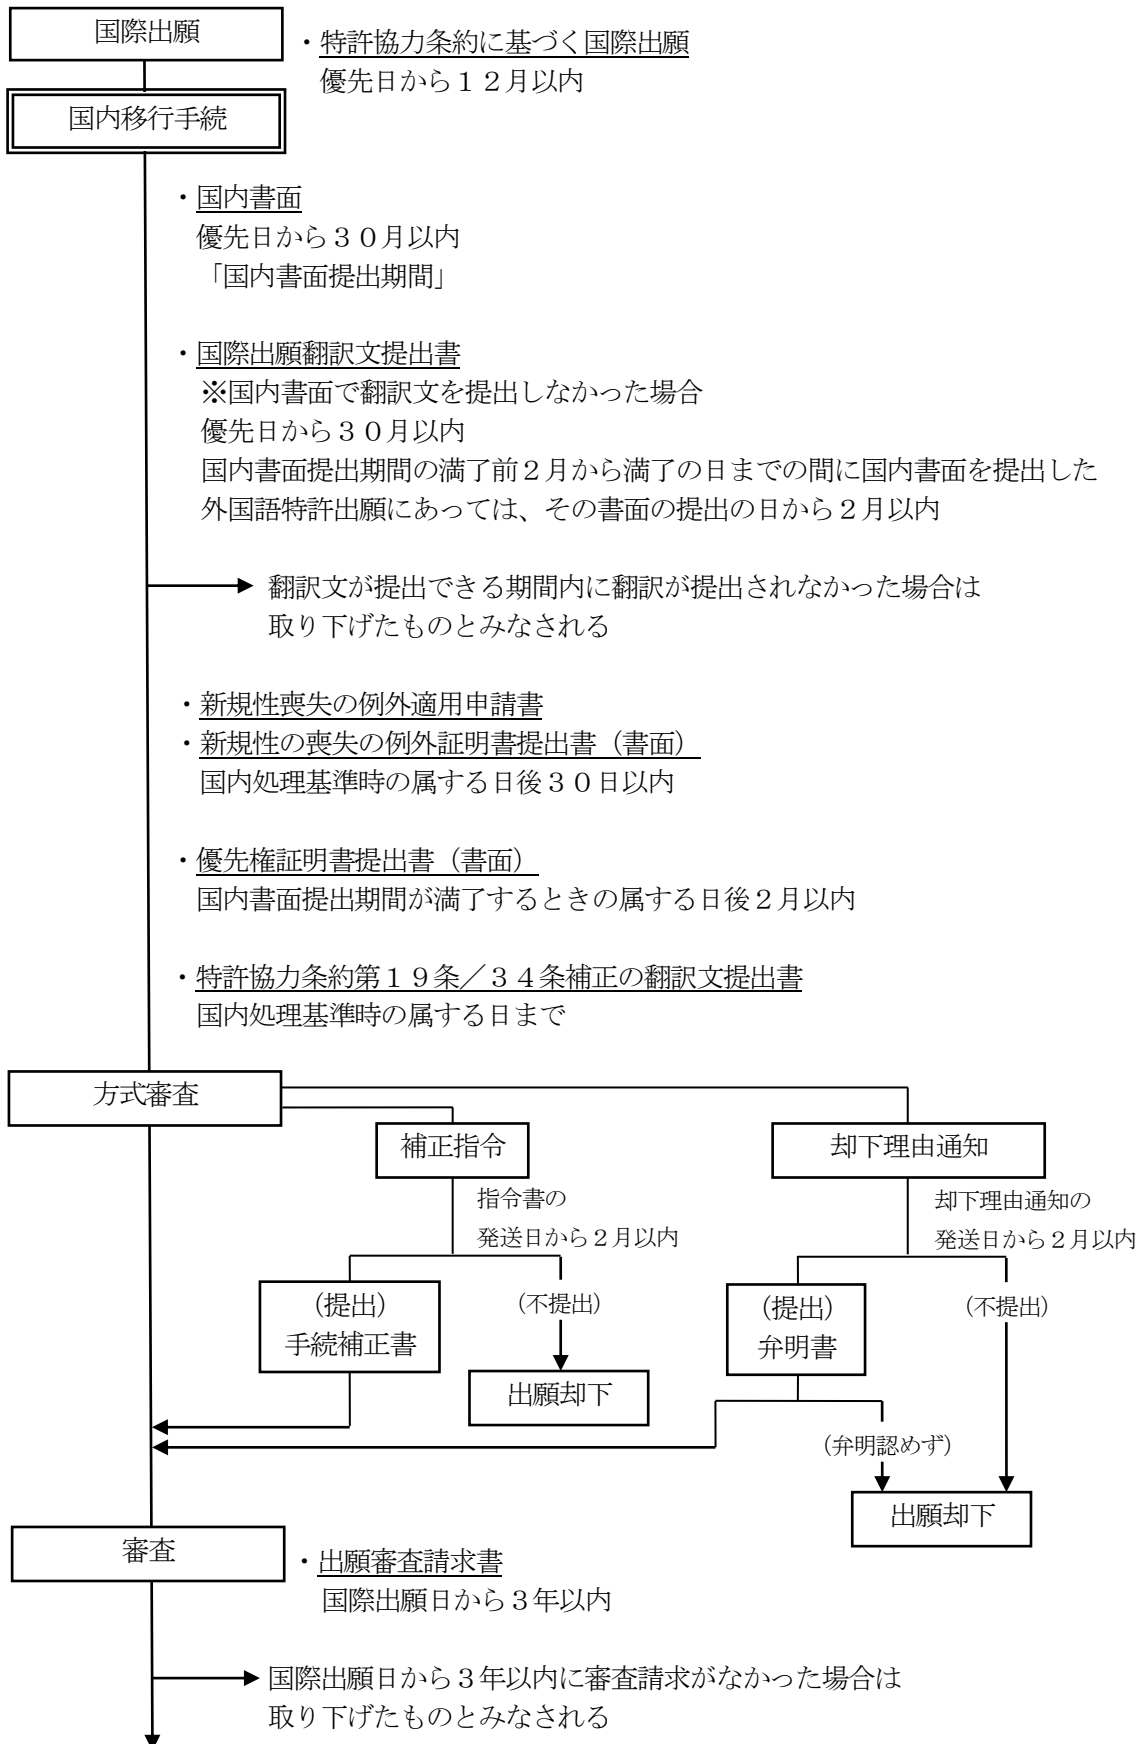 国際出願
・特許協力条約に基づく国際出願
優先日から１２月以内
国内移行手続
・国内書面
優先日から３０月以内
「国内書面提出期間」
・国際出願翻訳文提出書
※国内書面で翻訳文を提出しなかった場合
優先日から３０月以内
国内書面提出期間の満了前２月から満了の日までの間に国内書面を提出した
外国語特許出願にあっては、その書面の提出の日から２月以内
翻訳文が提出できる期間内に翻訳が提出されなかった場合は
取り下げたものとみなされる
・新規性喪失の例外適用申請書
・新規性の喪失の例外証明書提出書（書面）
国内処理基準時の属する日後３０日以内
・優先権証明書提出書（書面）
国内書面提出期間が満了するときの属する日後２月以内
・特許協力条約第１９条／３４条補正の翻訳文提出書
国内処理基準時の属する日まで
方式審査
補正指令
却下理由通知
指令書の
発送日から２月以内
却下理由通知の
発送日から２月以内
（提出）
手続補正書
（不提出）
（提出）
弁明書
（不提出）
出願却下
（弁明認めず）
出願却下
審査
・出願審査請求書
国際出願日から３年以内
国際出願日から３年以内に審査請求がなかった場合は
取り下げたものとみなされる